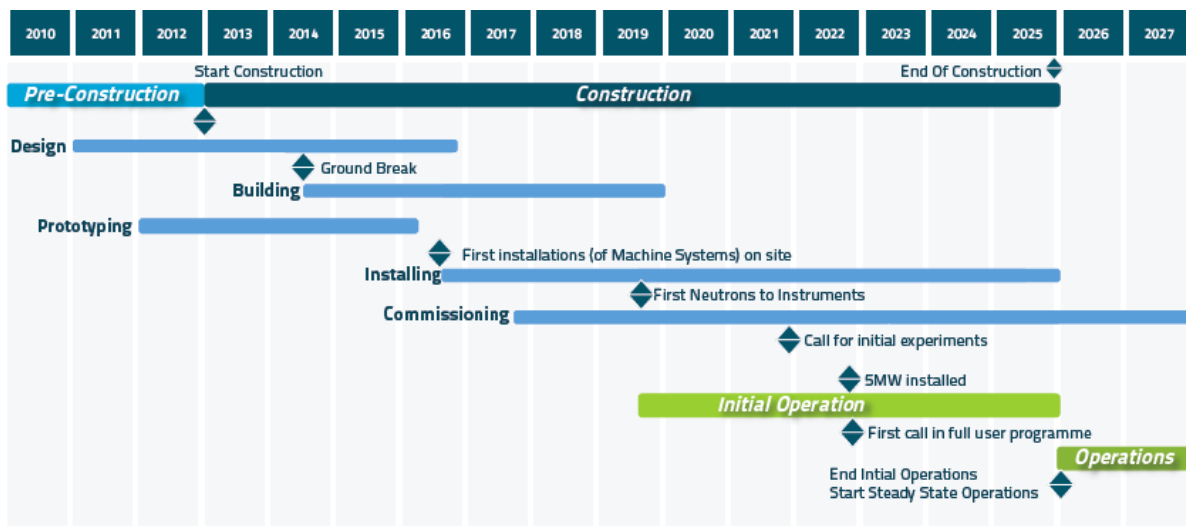 2010 2011 2012 2013 2014 2015 2016 2017 2018 2019 2020 2021 2022 2023 2024 2025 2026 2027
Start Construction
End Of Construction
Pre-Construction
Construction
Design
Ground Break
Building
Prototyping
First installations (of Machine Systems) on site
Installing
First Neutrons to Instruments
Commissioning
Call for initial experiments
5MW installed
Initial Operation
First call in full user programme
Operations
End Intial Operations
Start Steady State Operations